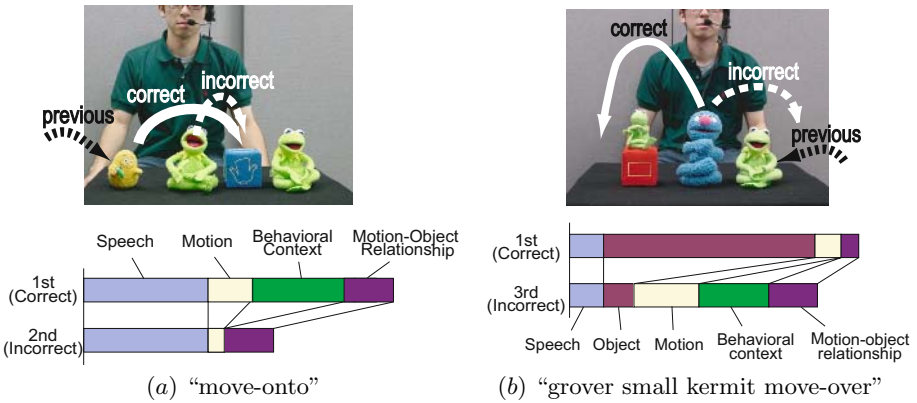 previous
correct
incorrect
Speech
Motion
Behavioral
Context
Motion-Object
Relationship
1st
(Correct)
2nd
(Incorrect)
(a) “move-onto”
correct
incorrect
previous
1st
(Correct)
3rd
(Incorrect)
Speech
Object
Motion
Behavioral
context
Motion-object
relationship
(b) “grover small kermit move-over”